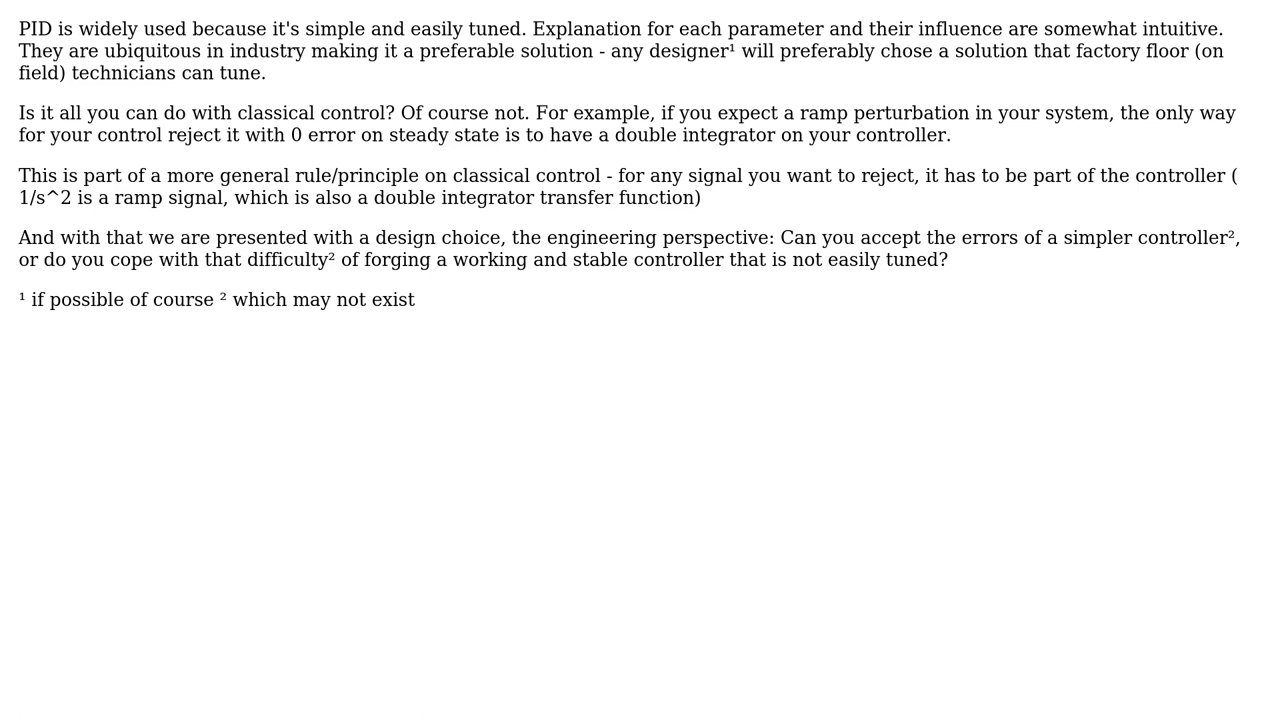 PID is widely used because it's simple and easily tuned. Explanation for each parameter and their influence are somewhat intuitive.
They are ubiquitous in industry making it a preferable solution - any designer¹ will preferably chose a solution that factory floor (on
field) technicians can tune.
Is it all you can do with classical control? Of course not. For example, if you expect a ramp perturbation in your system, the only way
for your control reject it with 0 error on steady state is to have a double integrator on your controller.
This is part of a more general rule/principle on classical control - for any signal you want to reject, it has to be part of the controller (
1/s^2 is a ramp signal, which is also a double integrator transfer function)
And with that we are presented with a design choice, the engineering perspective: Can you accept the errors of a simpler controller²,
or do you cope with that difficulty² of forging a working and stable controller that is not easily tuned?
¹ if possible of course ² which may not exist